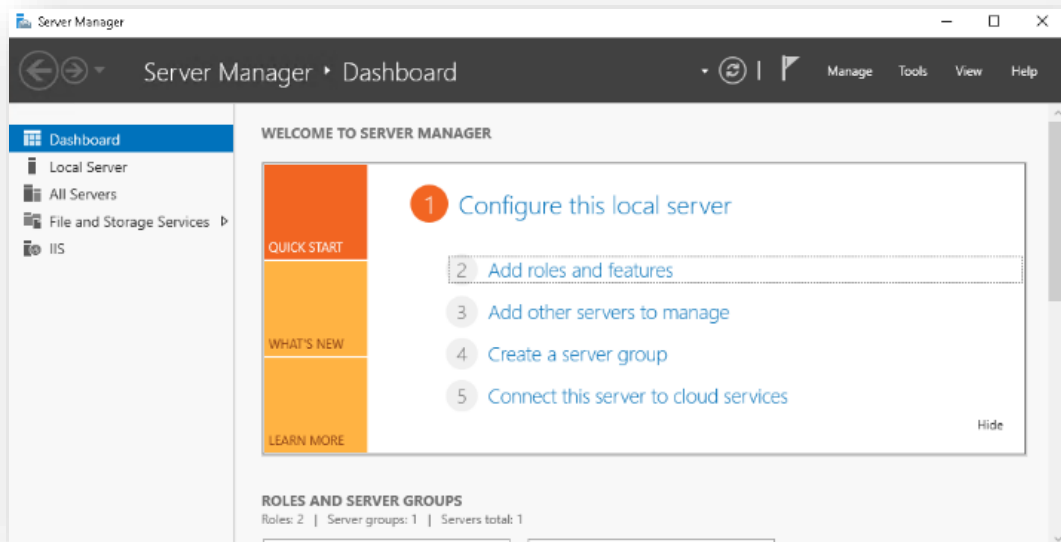 Server Manager
Server Manager ‣ Dashboard
Manage Tools View Help
Dashboard
Local Server
All Servers
File and Storage Services
IIS
WELCOME TO SERVER MANAGER
QUICK START
WHAT'S NEW
LEARN MORE
1 Configure this local server
2 Add roles and features
3 Add other servers to manage
4 Create a server group
5 Connect this server to cloud services
Hide
ROLES AND SERVER GROUPS
Roles: 2 | Server groups: 1 | Servers total: 1